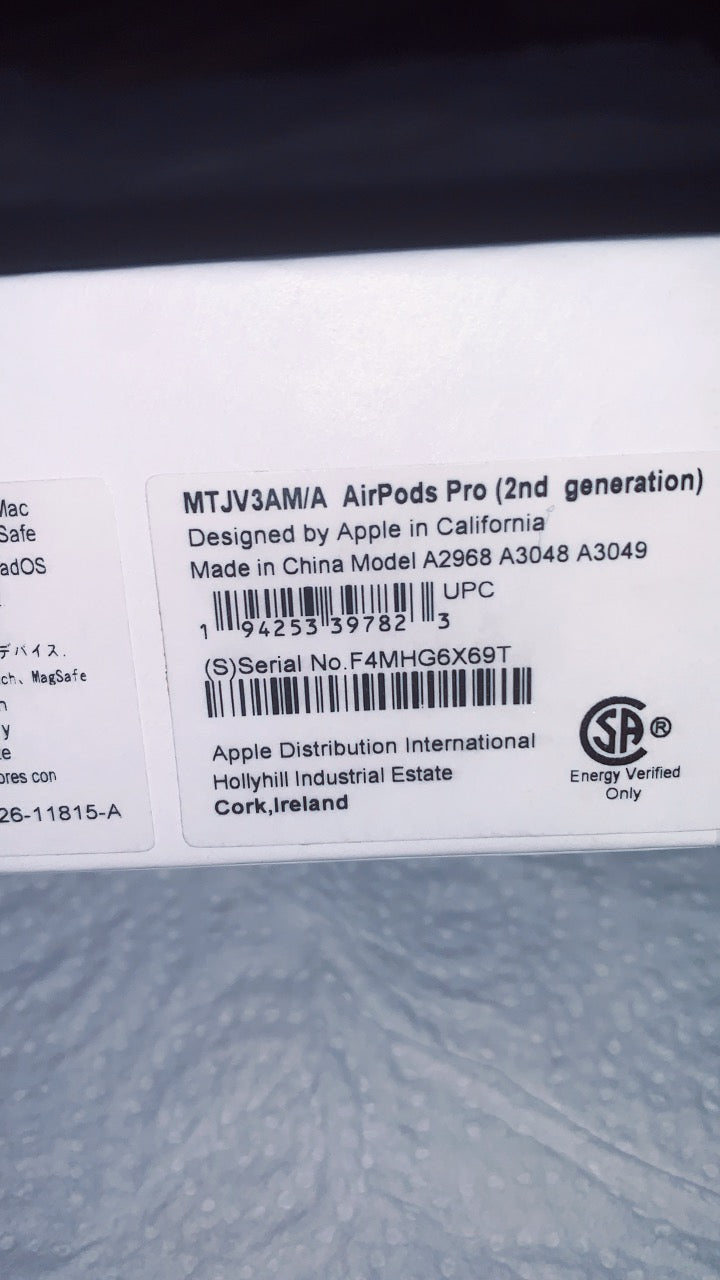 Mac
Safe
adOS
デバイス.
ch、MagSafe
n
y
e
ores con
26-11815-A
MTJV3AM/A AirPods Pro (2nd generation)
Designed by Apple in California
Made in China Model A2968 A3048 A3049
UPC
1 94253 39782 3
(S)Serial No.F4MHG6X69T
Apple Distribution International
Hollyhill Industrial Estate
Cork,Ireland
SA ®
Energy Verified
Only